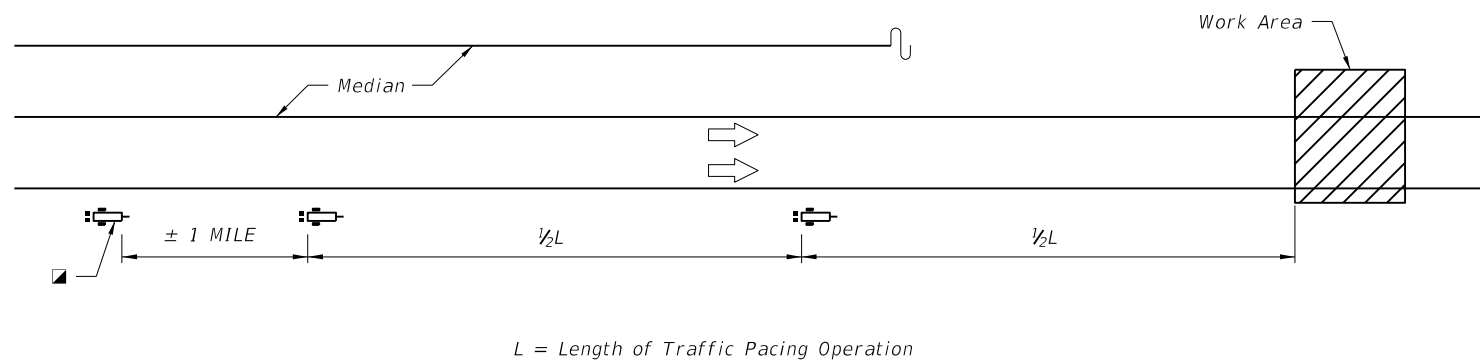 Work Area
Median
± 1 MILE
½L
½L
L = Length of Traffic Pacing Operation